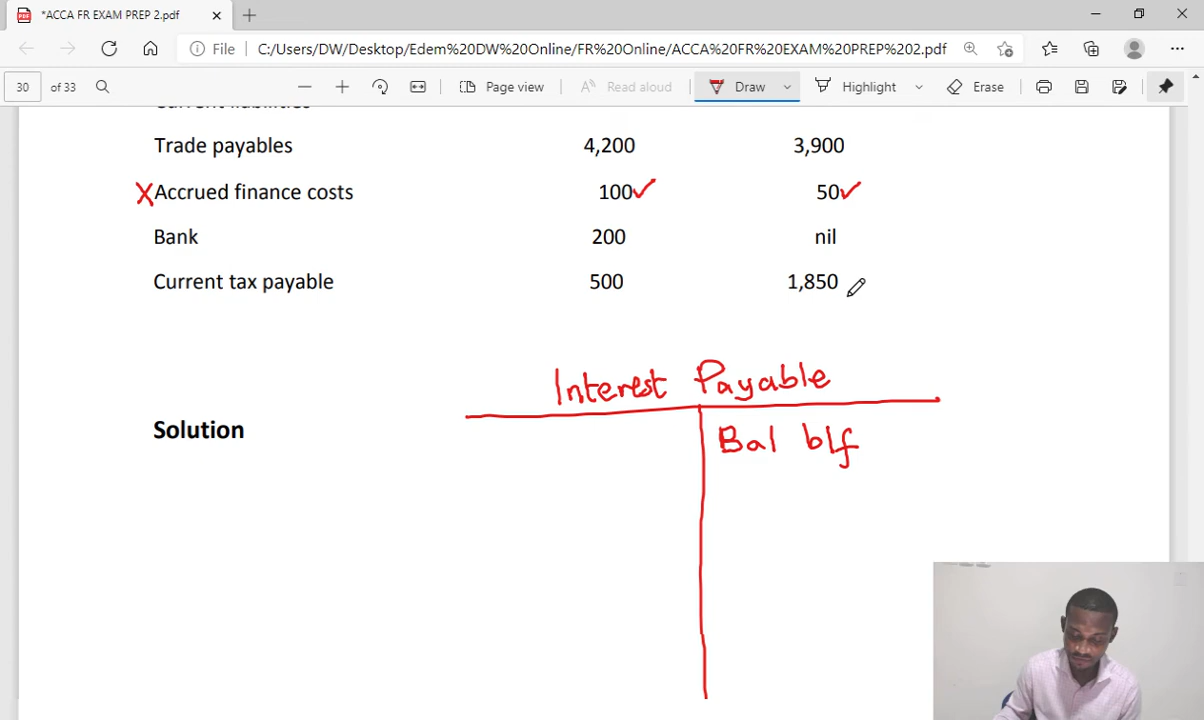 *ACCA FR EXAM PREP 2.pdf
File C:/Users/DW/Desktop/Edem%20DW%20Online/FR%20Online/ACCA%20FR%20EXAM%20PREP%202.pdf
30 of 33 Page view Read aloud Draw Highlight Erase
Current liabilities
Trade payables 4,200 3,900
X Accrued finance costs 100 ✓ 50 ✓
Bank 200 nil
Current tax payable 500 1,850
Interest Payable
Solution
Bal b/f